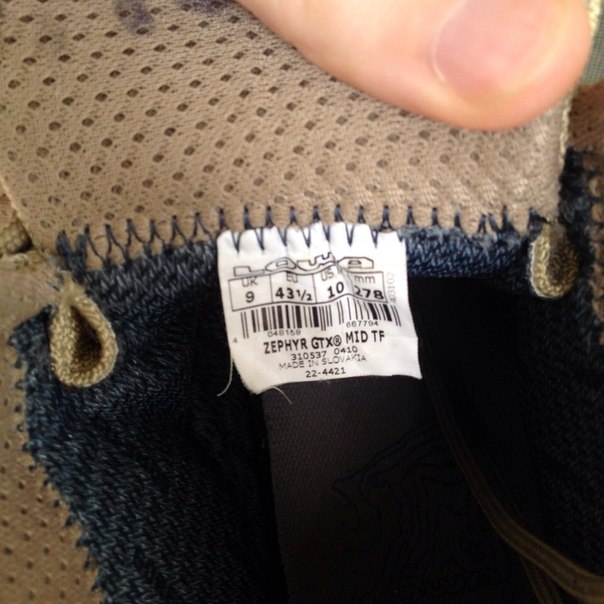 LOWA
UK EU US mm
9 43½ 10 278
4 048159 667794
ZEPHYR GTX® MID TF
310537 0410
MADE IN SLOVAKIA
22-4421